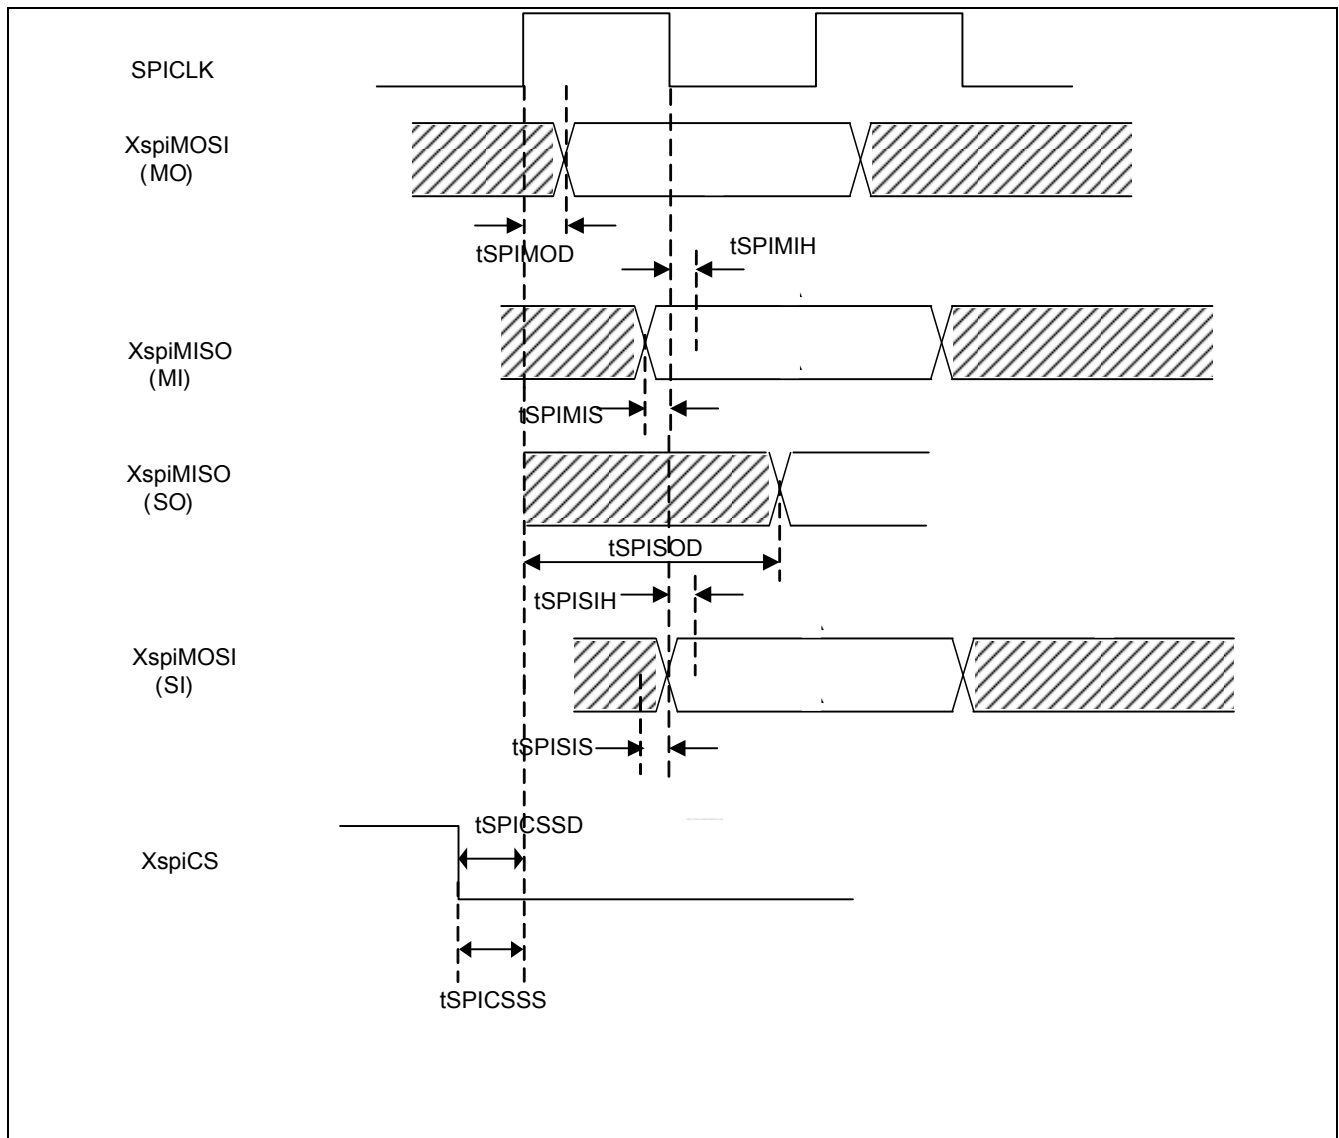 SPICLK
XspiMOSI
(MO)
tSPIMOD
tSPIMIH
XspiMISO
(MI)
tSPIMIS
XspiMISO
(SO)
tSPISOD
tSPISIH
XspiMOSI
(SI)
tSPISIS
tSPICSSD
XspiCS
tSPICSSS